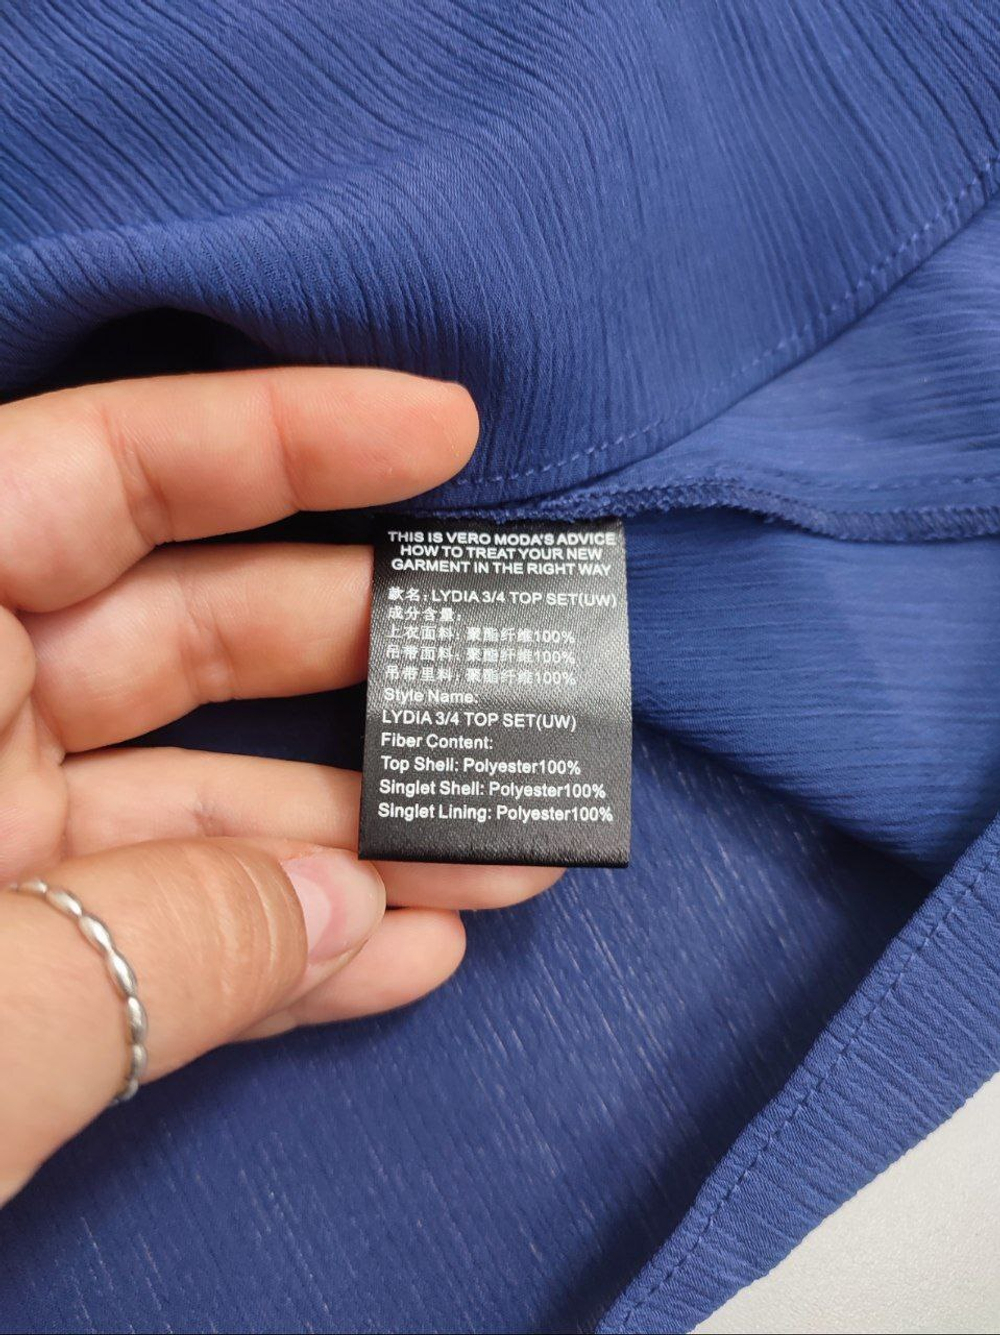 THIS IS VERO MODA'S ADVICE
HOW TO TREAT YOUR NEW
GARMENT IN THE RIGHT WAY
款名: LYDIA 3/4 TOP SET(UW)
成分含量:
上衣面料: 聚酯纤维100%
吊带面料: 聚酯纤维100%
吊带里料: 聚酯纤维100%
Style Name:
LYDIA 3/4 TOP SET(UW)
Fiber Content:
Top Shell: Polyester100%
Singlet Shell: Polyester100%
Singlet Lining: Polyester100%